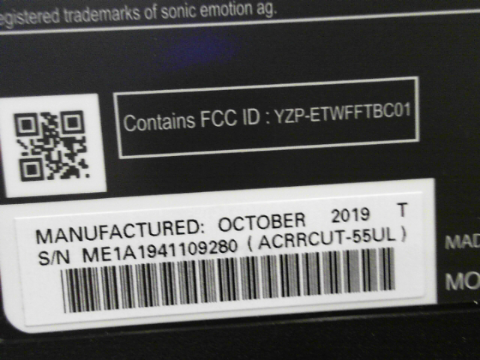 egistered trademarks of sonic emotion ag.
Contains FCC ID : YZP-ETWFFTBC01
MANUFACTURED: OCTOBER 2019 T
S/N ME1A1941109280 ( ACRRCUT-55UL )
MAD
MO